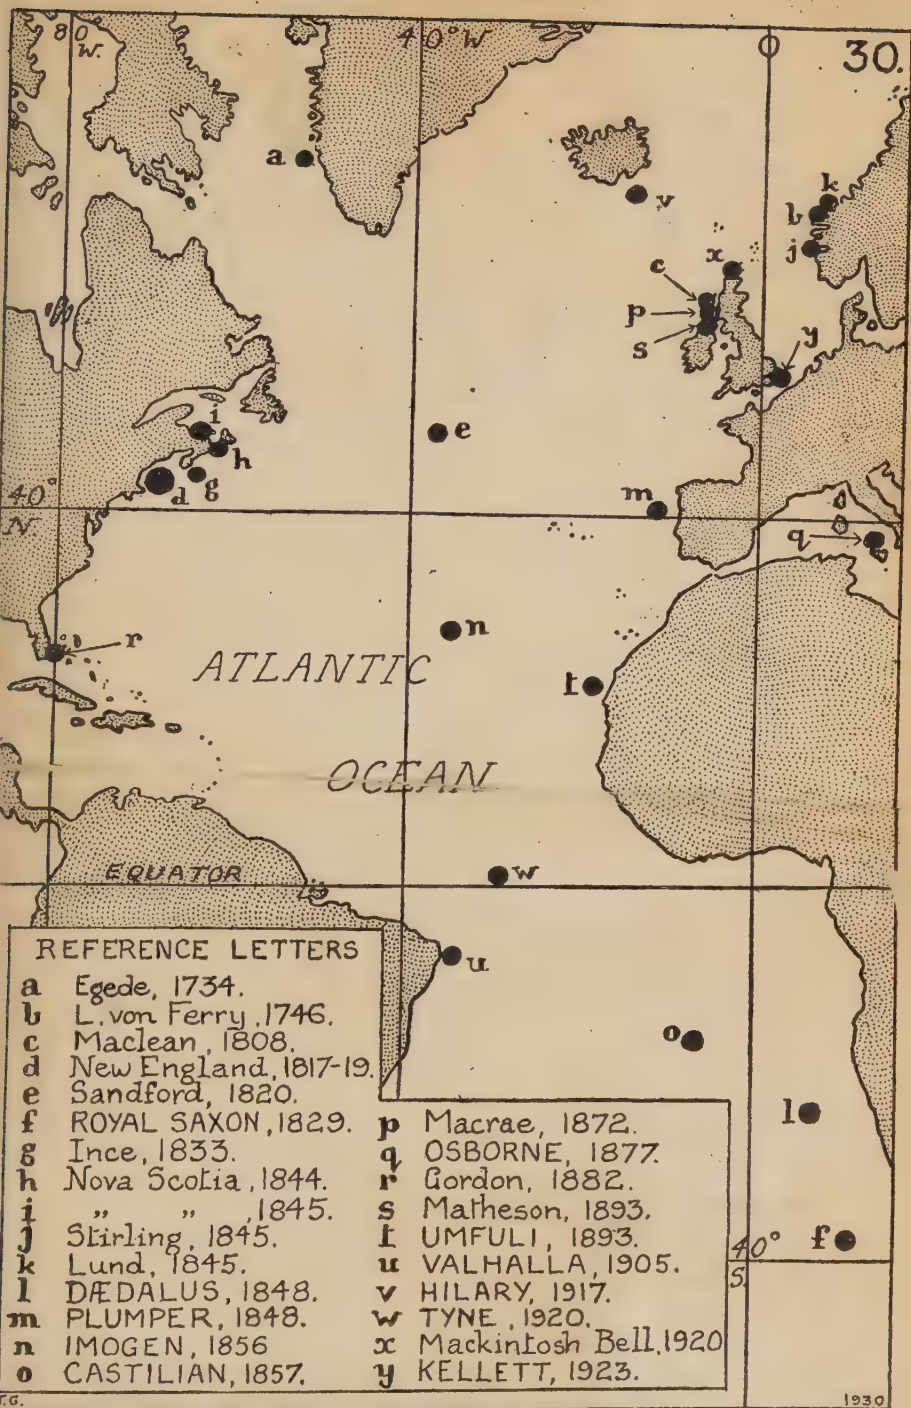 80
W.
40°W
0
30.
a
v
k
b
j
x
c
p
s
y
i
h
g
d
e
m
40°
N.
q
n
r
ATLANTIC
t
OCEAN
EQUATOR
w
u
o
l
f
40°
S.
REFERENCE LETTERS
a Egede, 1734.
b L. von Ferry, 1746.
c Maclean, 1808.
d New England, 1817-19.
e Sandford, 1820.
f ROYAL SAXON, 1829.
g Ince, 1833.
h Nova Scotia, 1844.
i " " , 1845.
j Stirling, 1845.
k Lund, 1845.
l DÆDALUS, 1848.
m PLUMPER, 1848.
n IMOGEN, 1856
o CASTILIAN, 1857.
p Macrae, 1872.
q OSBORNE, 1877.
r Gordon, 1882.
s Matheson, 1893.
t UMFULI, 1893.
u VALHALLA, 1905.
v HILARY, 1917.
w TYNE, 1920.
x Mackintosh Bell, 1920
y KELLETT, 1923.
T.G.
1930